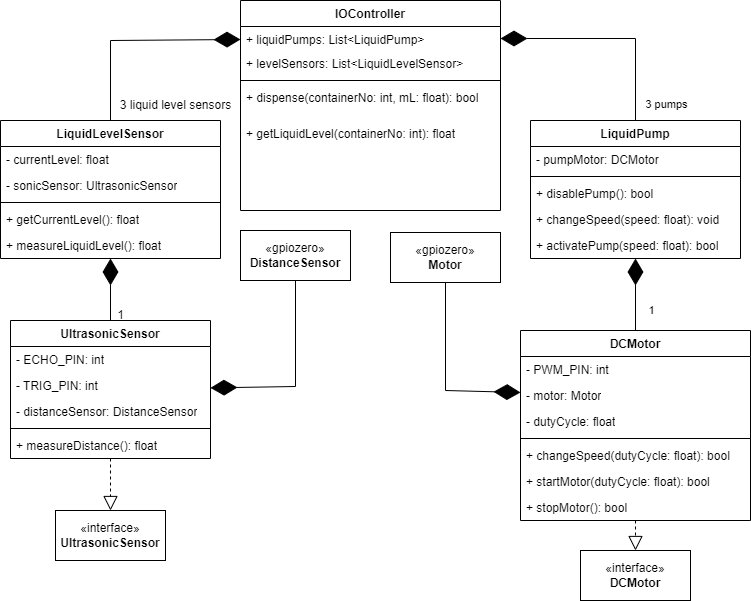 IOController
+ liquidPumps: List<LiquidPump>
+ levelSensors: List<LiquidLevelSensor>
+ dispense(containerNo: int, mL: float): bool
+ getLiquidLevel(containerNo: int): float
3 liquid level sensors
3 pumps
LiquidLevelSensor
- currentLevel: float
- sonicSensor: UltrasonicSensor
+ getCurrentLevel(): float
+ measureLiquidLevel(): float
LiquidPump
- pumpMotor: DCMotor
+ disablePump(): bool
+ changeSpeed(speed: float): void
+ activatePump(speed: float): bool
«gpiozero»
DistanceSensor
«gpiozero»
Motor
1
1
UltrasonicSensor
- ECHO_PIN: int
- TRIG_PIN: int
- distanceSensor: DistanceSensor
+ measureDistance(): float
DCMotor
- PWM_PIN: int
- motor: Motor
- dutyCycle: float
+ changeSpeed(dutyCycle: float): bool
+ startMotor(dutyCycle: float): bool
+ stopMotor(): bool
«interface»
UltrasonicSensor
«interface»
DCMotor